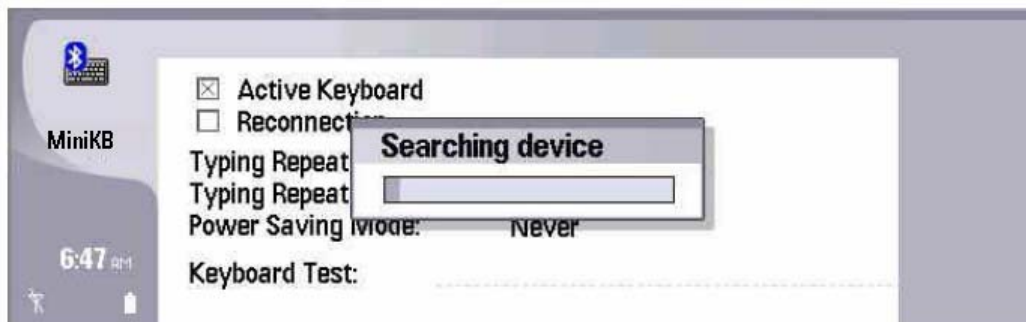 MiniKB
Active Keyboard
Reconnection
Searching device
Typing Repeat
Typing Repeat
Power Saving Mode: Never
Keyboard Test:
6:47 AM